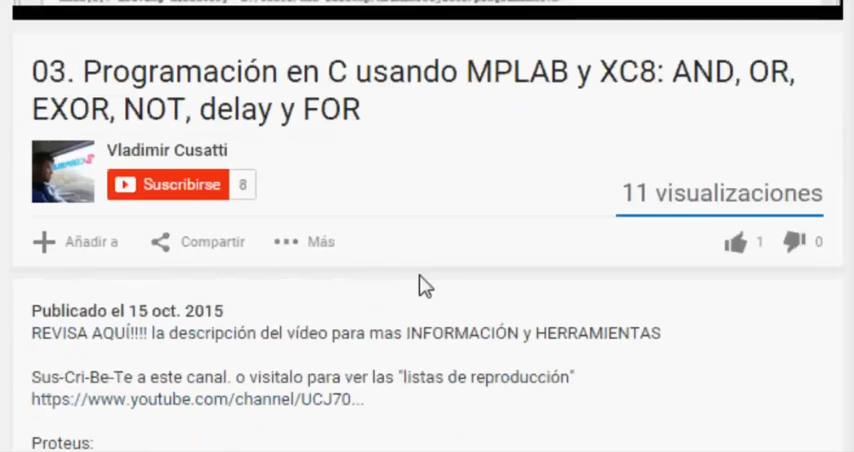 03. Programación en C usando MPLAB y XC8: AND, OR,
EXOR, NOT, delay y FOR
Vladimir Cusatti
Suscribirse 8
11 visualizaciones
Añadir a Compartir Más 1 0
Publicado el 15 oct. 2015
REVISA AQUÍ!!!! la descripción del vídeo para mas INFORMACIÓN y HERRAMIENTAS
Sus-Cri-Be-Te a este canal. o visitalo para ver las "listas de reproducción"
https://www.youtube.com/channel/UCJ70...
Proteus: